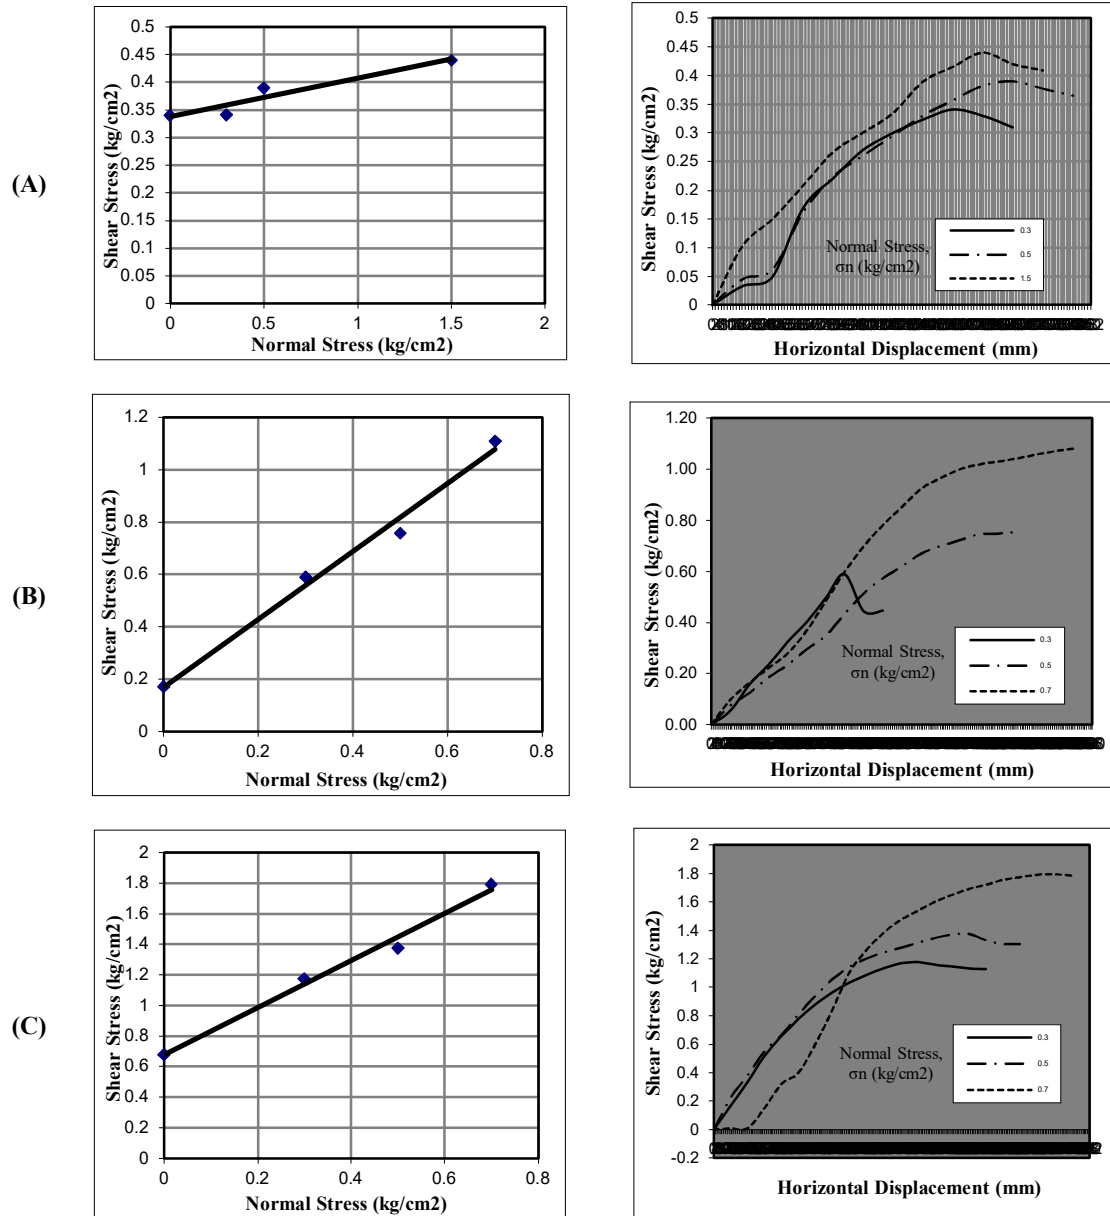 (A)
Shear Stress (kg/cm2)
0.5
0.45
0.4
0.35
0.3
0.25
0.2
0.15
0.1
0.05
0
0 0.5 1 1.5 2
Normal Stress (kg/cm2)
Shear Stress (kg/cm2)
0.5
0.45
0.4
0.35
0.3
0.25
0.2
0.15
0.1
0.05
0
Normal Stress,
σn (kg/cm2)
0.3
0.5
1.5
Horizontal Displacement (mm)
(B)
Shear Stress (kg/cm2)
1.2
1
0.8
0.6
0.4
0.2
0
0 0.2 0.4 0.6 0.8
Normal Stress (kg/cm2)
Shear Stress (kg/cm2)
1.20
1.00
0.80
0.60
0.40
0.20
0.00
Normal Stress,
σn (kg/cm2)
0.3
0.5
0.7
Horizontal Displacement (mm)
(C)
Shear Stress (kg/cm2)
2
1.8
1.6
1.4
1.2
1
0.8
0.6
0.4
0.2
0
0 0.2 0.4 0.6 0.8
Normal Stress (kg/cm2)
Shear Stress (kg/cm2)
2
1.8
1.6
1.4
1.2
1
0.8
0.6
0.4
0.2
0
-0.2
Normal Stress,
σn (kg/cm2)
0.3
0.5
0.7
Horizontal Displacement (mm)